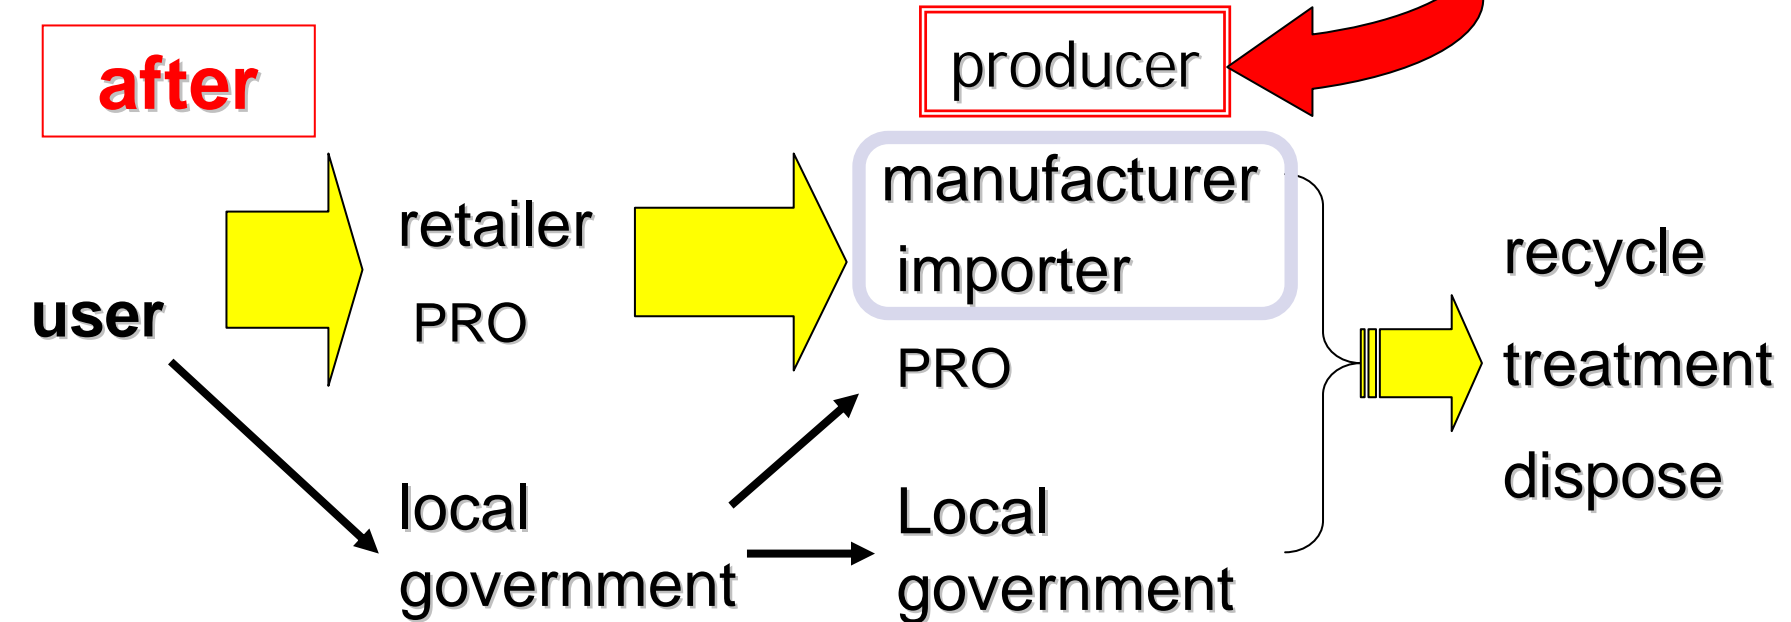 after
producer
user
retailer
PRO
local
government
manufacturer
importer
PRO
Local
government
recycle
treatment
dispose